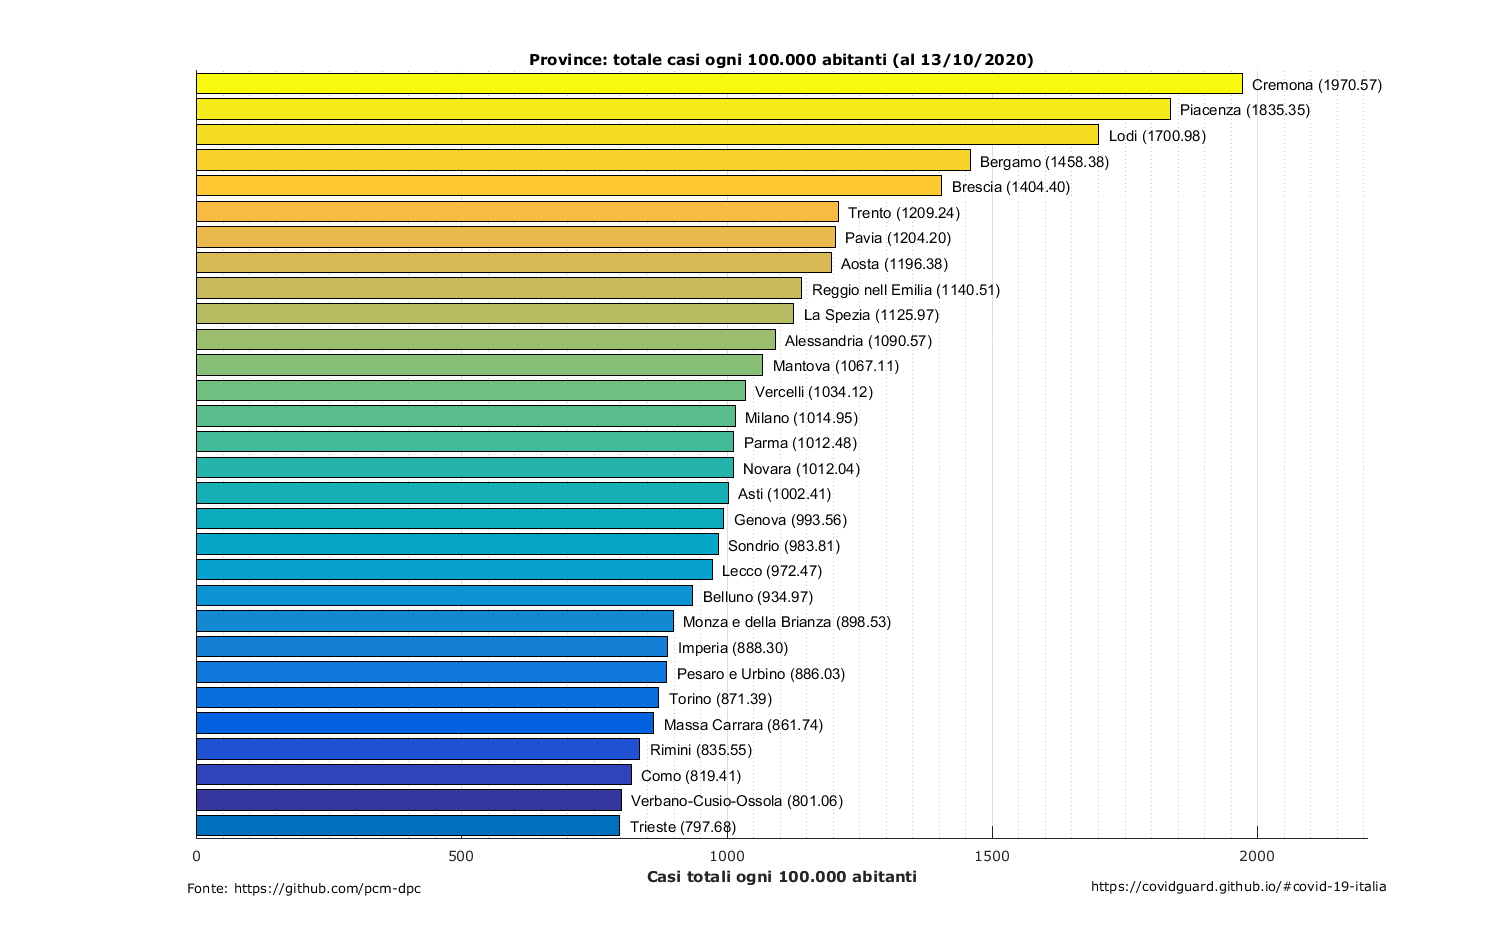 Province: totale casi ogni 100.000 abitanti (al 13/10/2020)
Cremona (1970.57)
Piacenza (1835.35)
Lodi (1700.98)
Bergamo (1458.38)
Brescia (1404.40)
Trento (1209.24)
Pavia (1204.20)
Aosta (1196.38)
Reggio nell Emilia (1140.51)
La Spezia (1125.97)
Alessandria (1090.57)
Mantova (1067.11)
Vercelli (1034.12)
Milano (1014.95)
Parma (1012.48)
Novara (1012.04)
Asti (1002.41)
Genova (993.56)
Sondrio (983.81)
Lecco (972.47)
Belluno (934.97)
Monza e della Brianza (898.53)
Imperia (888.30)
Pesaro e Urbino (886.03)
Torino (871.39)
Massa Carrara (861.74)
Rimini (835.55)
Como (819.41)
Verbano-Cusio-Ossola (801.06)
Trieste (797.68)
0 500 1000 1500 2000
Casi totali ogni 100.000 abitanti
Fonte: https://github.com/pcm-dpc
https://covidguard.github.io/#covid-19-italia